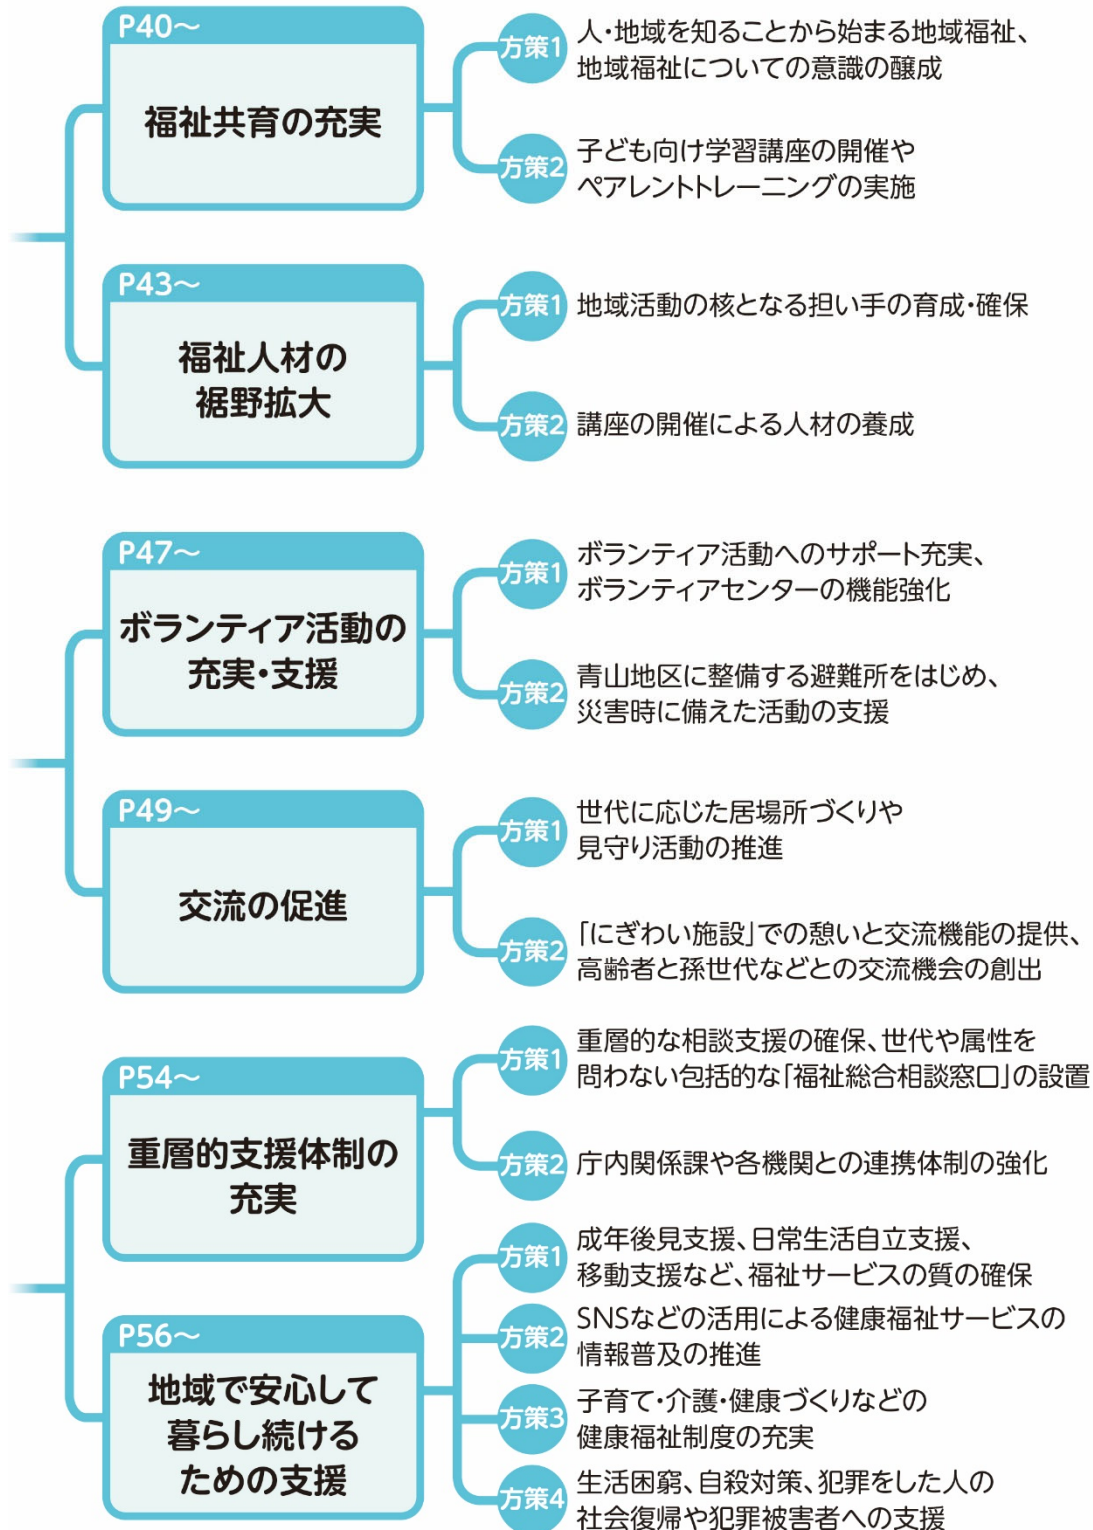 P40～
福祉共育の充実
方策1
人・地域を知ることから始まる地域福祉、
地域福祉についての意識の醸成
方策2
子ども向け学習講座の開催や
ペアレントトレーニングの実施
P43～
福祉人材の
裾野拡大
方策1
地域活動の核となる担い手の育成・確保
方策2
講座の開催による人材の養成
P47～
ボランティア活動の
充実・支援
方策1
ボランティア活動へのサポート充実、
ボランティアセンターの機能強化
方策2
青山地区に整備する避難所をはじめ、
災害時に備えた活動の支援
P49～
交流の促進
方策1
世代に応じた居場所づくりや
見守り活動の推進
方策2
「にぎわい施設」での憩いと交流機能の提供、
高齢者と孫世代などとの交流機会の創出
P54～
重層的支援体制の
充実
方策1
重層的な相談支援の確保、世代や属性を
問わない包括的な「福祉総合相談窓口」の設置
方策2
庁内関係課や各機関との連携体制の強化
P56～
地域で安心して
暮らし続ける
ための支援
方策1
成年後見支援、日常生活自立支援、
移動支援など、福祉サービスの質の確保
方策2
SNSなどの活用による健康福祉サービスの
情報普及の推進
方策3
子育て・介護・健康づくりなどの
健康福祉制度の充実
方策4
生活困窮、自殺対策、犯罪をした人の
社会復帰や犯罪被害者への支援